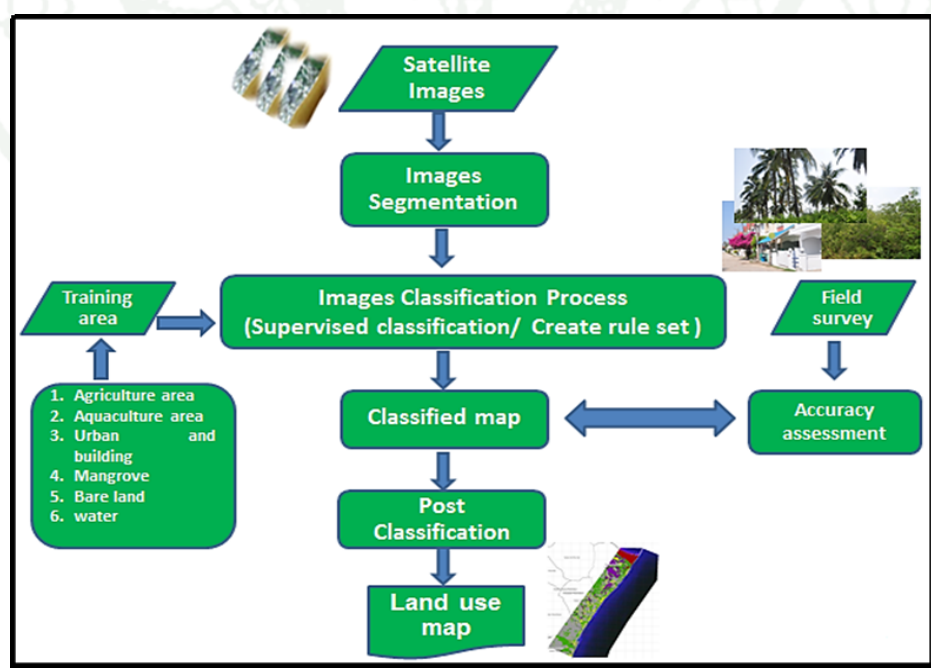 Satellite
Images
Images
Segmentation
Training
area
Images Classification Process
(Supervised classification/ Create rule set )
Field
survey
1. Agriculture area
2. Aquaculture area
3. Urban and
building
4. Mangrove
5. Bare land
6. water
Classified map
Accuracy
assessment
Post
Classification
Land use
map